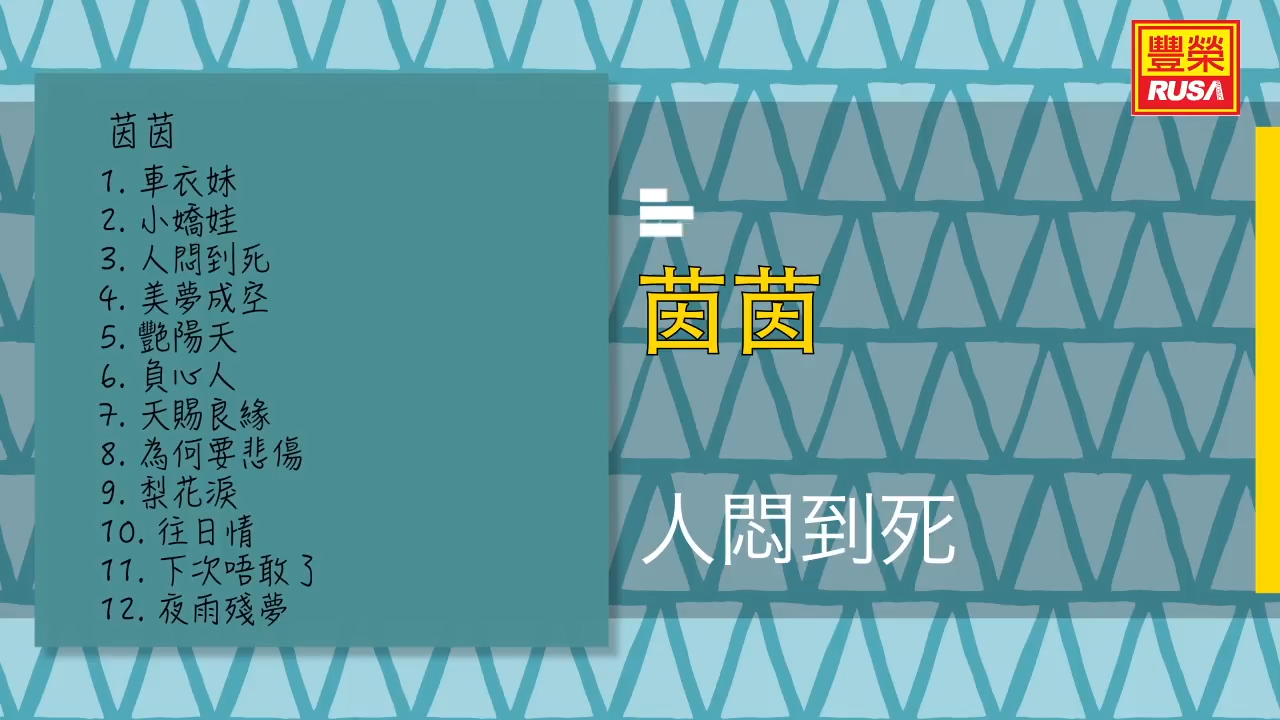 茵茵
1. 車衣妹
2. 小嬌娃
3. 人悶到死
4. 美夢成空
5. 艷陽天
6. 負心人
7. 天賜良緣
8. 為何要悲傷
9. 梨花淚
10. 往日情
11. 下次唔敢了
12. 夜雨殘夢
豐榮
RUSA
茵茵
人悶到死